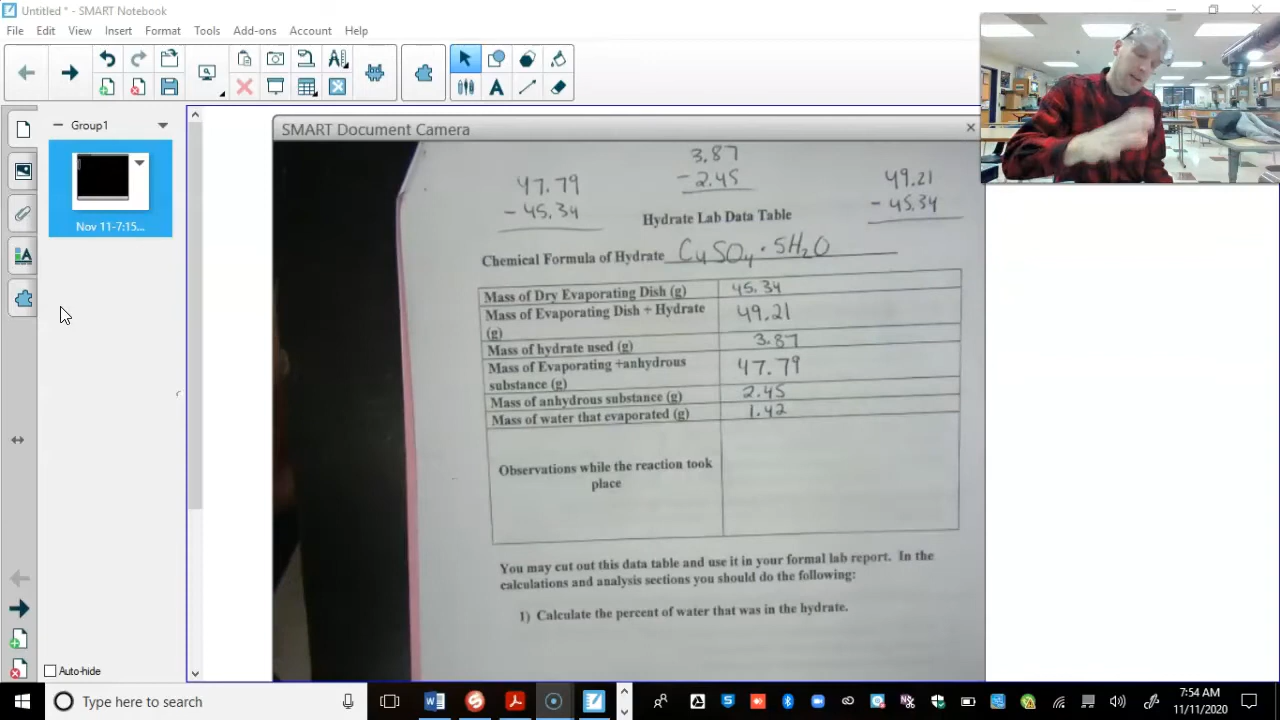 Untitled * - SMART Notebook
File Edit View Insert Format Tools Add-ons Account Help
Group1
Nov 11-7:15...
Auto-hide
SMART Document Camera
47.79
- 45.34
3.87
- 2.45
49.21
- 45.34
Hydrate Lab Data Table
Chemical Formula of Hydrate CuSO4 · 5H2O
Mass of Dry Evaporating Dish (g) 45.34
Mass of Evaporating Dish + Hydrate
(g) 49.21
Mass of hydrate used (g) 3.87
Mass of Evaporating +anhydrous
substance (g) 47.79
Mass of anhydrous substance (g) 2.45
Mass of water that evaporated (g) 1.42
Observations while the reaction took
place
You may cut out this data table and use it in your formal lab report. In the
calculations and analysis sections you should do the following:
1) Calculate the percent of water that was in the hydrate.
Type here to search
7:54 AM
11/11/2020